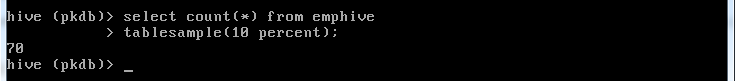 hive (pkdb)> select count(*) from emphive
> tablesample(10 percent);
70
hive (pkdb)> _